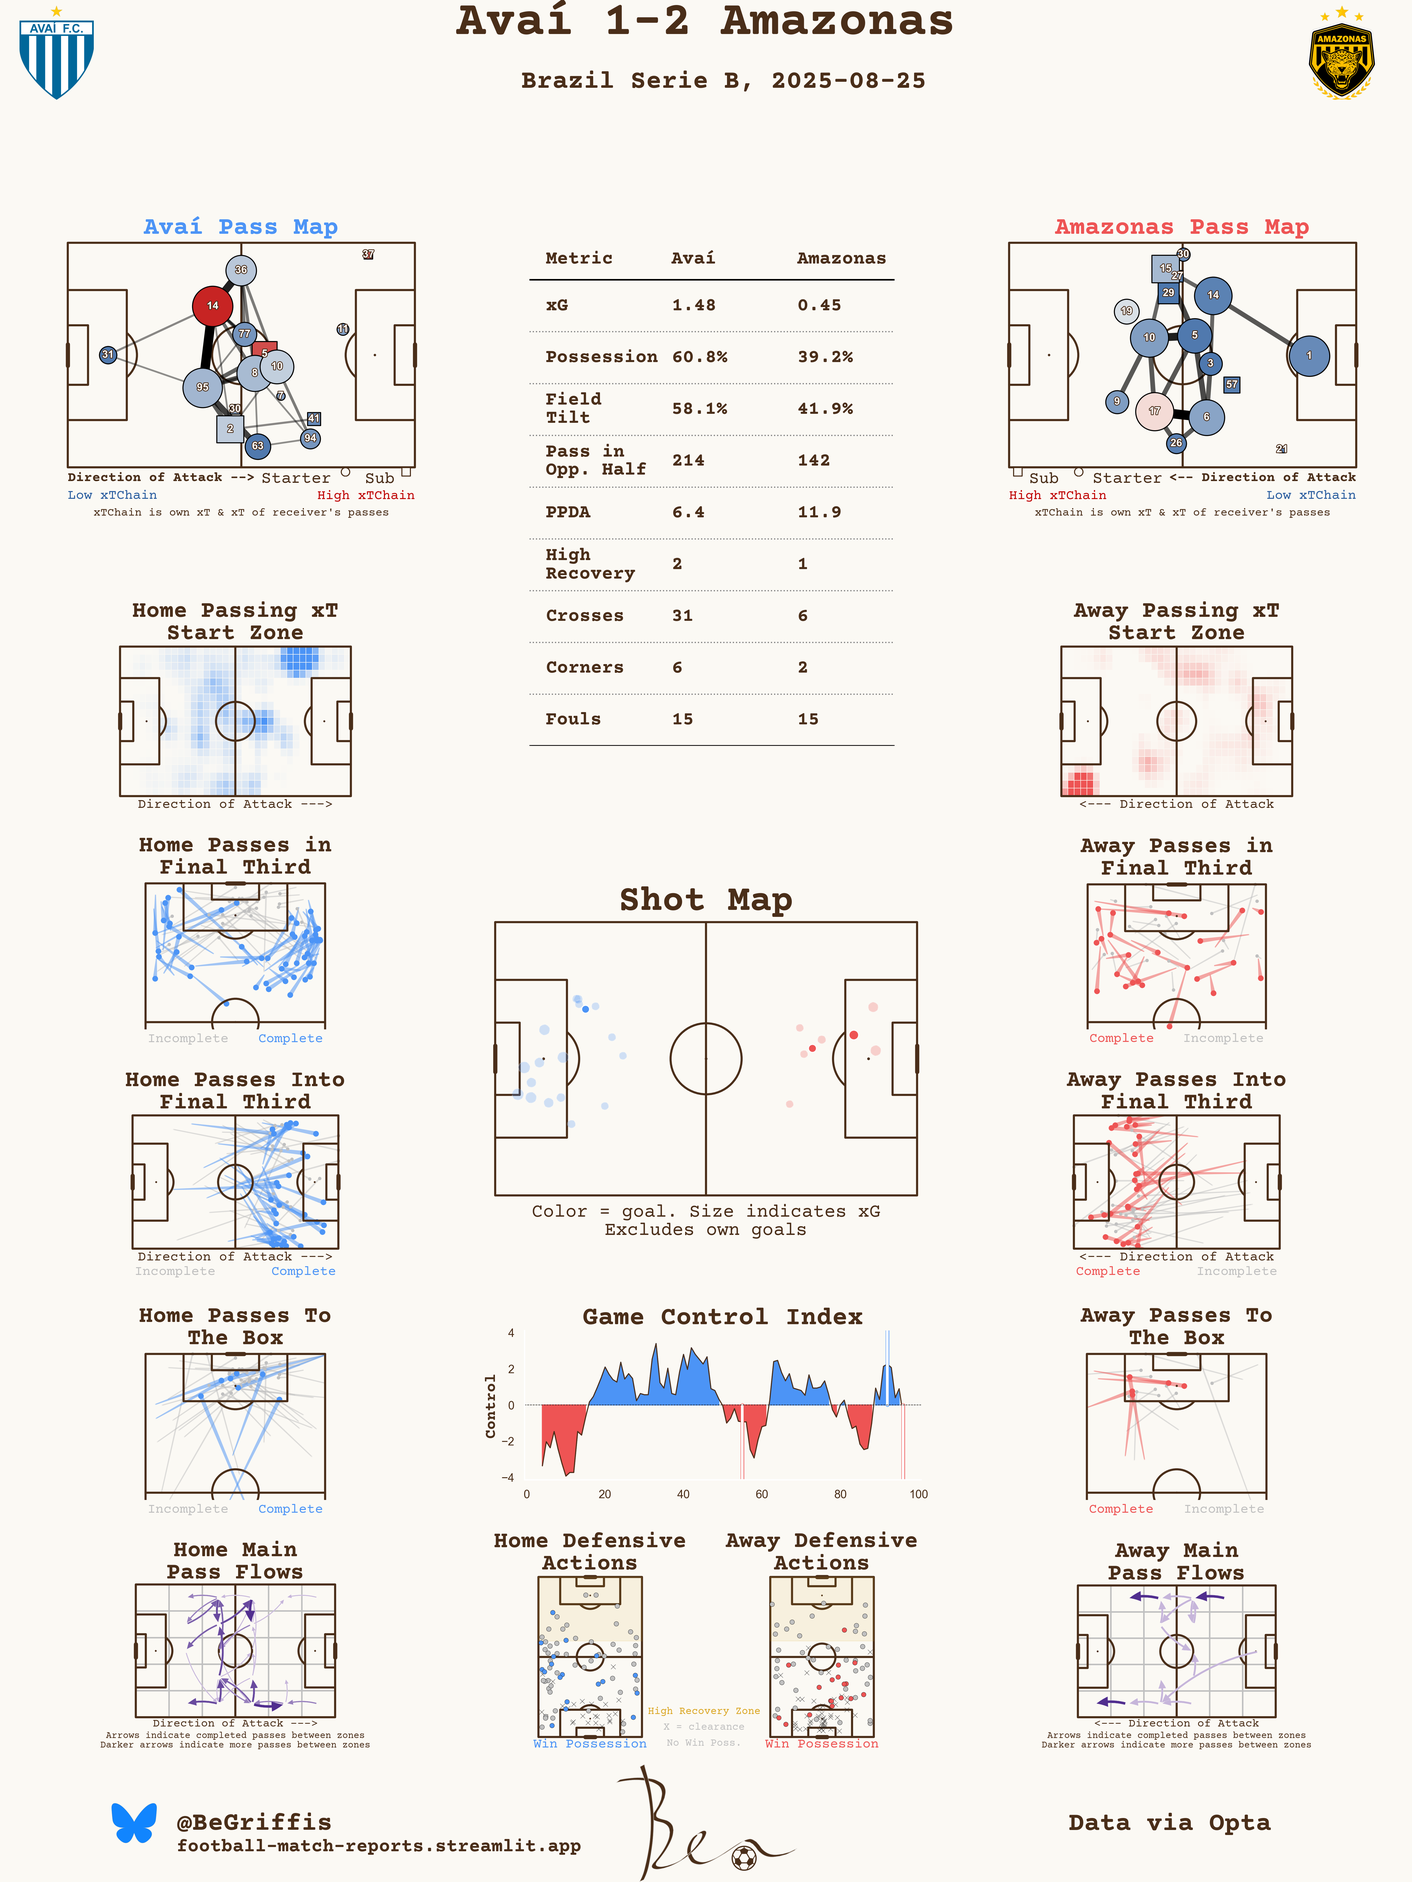 Avaí 1-2 Amazonas
Brazil Serie B, 2025-08-25
AVAÍ F.C.
AMAZONAS
Avaí Pass Map
37
36
14
77
11
31
5
8
10
95
7
30
2
41
94
63
Direction of Attack --> Starter Sub
Low xTChain High xTChain
xTChain is own xT & xT of receiver's passes
Metric Avaí Amazonas
xG 1.48 0.45
Possession 60.8% 39.2%
Field
Tilt 58.1% 41.9%
Pass in
Opp. Half 214 142
PPDA 6.4 11.9
High
Recovery 2 1
Crosses 31 6
Corners 6 2
Fouls 15 15
Amazonas Pass Map
30
15
27
29
14
19
10
5
3
1
57
9
17
6
26
21
Sub Starter <-- Direction of Attack
High xTChain Low xTChain
xTChain is own xT & xT of receiver's passes
Home Passing xT
Start Zone
Direction of Attack --->
Away Passing xT
Start Zone
<--- Direction of Attack
Home Passes in
Final Third
Incomplete Complete
Away Passes in
Final Third
Complete Incomplete
Shot Map
Color = goal. Size indicates xG
Excludes own goals
Home Passes Into
Final Third
Direction of Attack --->
Incomplete Complete
Away Passes Into
Final Third
<--- Direction of Attack
Complete Incomplete
Home Passes To
The Box
Incomplete Complete
Game Control Index
Control
4
2
0
−2
−4
0 20 40 60 80 100
Away Passes To
The Box
Complete Incomplete
Home Main
Pass Flows
Direction of Attack --->
Arrows indicate completed passes between zones
Darker arrows indicate more passes between zones
Home Defensive
Actions
Win Possession
Away Defensive
Actions
Win Possession
High Recovery Zone
X = clearance
No Win Poss.
Away Main
Pass Flows
<--- Direction of Attack
Arrows indicate completed passes between zones
Darker arrows indicate more passes between zones
@BeGriffis
football-match-reports.streamlit.app
Ben
Data via Opta